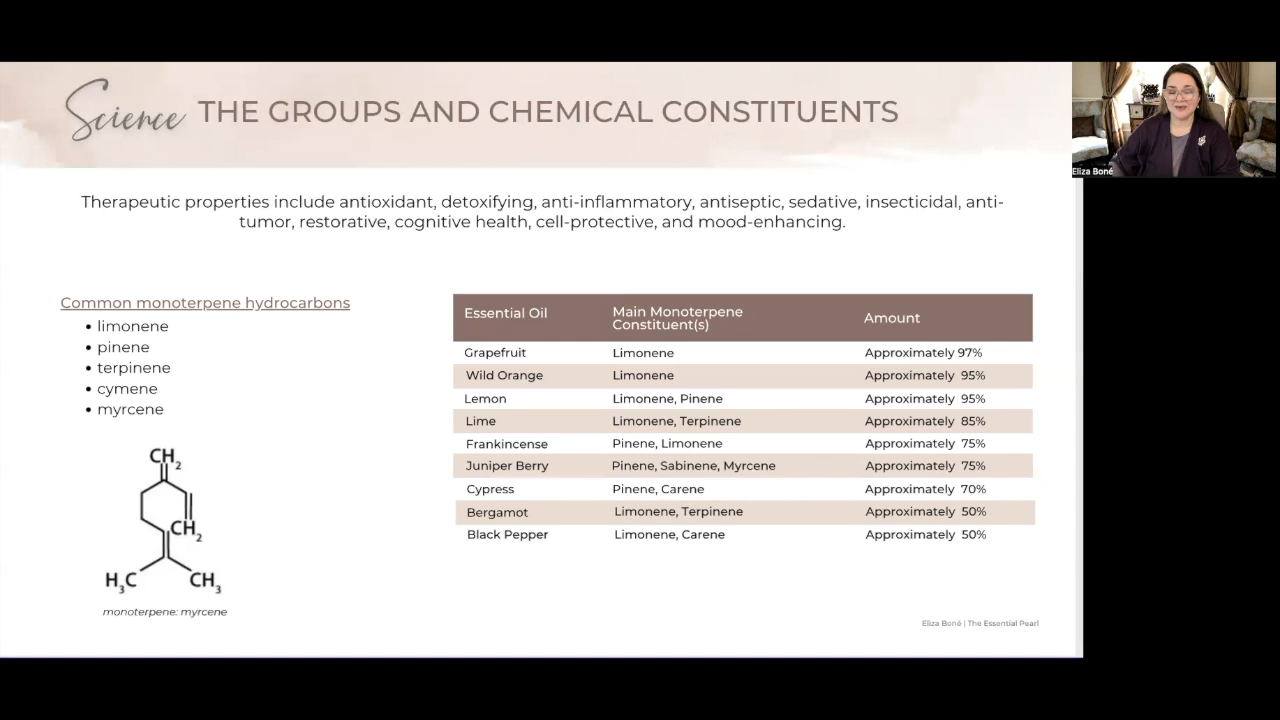 Science THE GROUPS AND CHEMICAL CONSTITUENTS
Eliza Boné
Therapeutic properties include antioxidant, detoxifying, anti-inflammatory, antiseptic, sedative, insecticidal, anti-
tumor, restorative, cognitive health, cell-protective, and mood-enhancing.
Common monoterpene hydrocarbons
• limonene
• pinene
• terpinene
• cymene
• myrcene
CH2
CH2
H3C CH3
monoterpene: myrcene
Essential Oil Main Monoterpene Constituent(s) Amount
Grapefruit Limonene Approximately 97%
Wild Orange Limonene Approximately 95%
Lemon Limonene, Pinene Approximately 95%
Lime Limonene, Terpinene Approximately 85%
Frankincense Pinene, Limonene Approximately 75%
Juniper Berry Pinene, Sabinene, Myrcene Approximately 75%
Cypress Pinene, Carene Approximately 70%
Bergamot Limonene, Terpinene Approximately 50%
Black Pepper Limonene, Carene Approximately 50%
Eliza Boné | The Essential Pearl